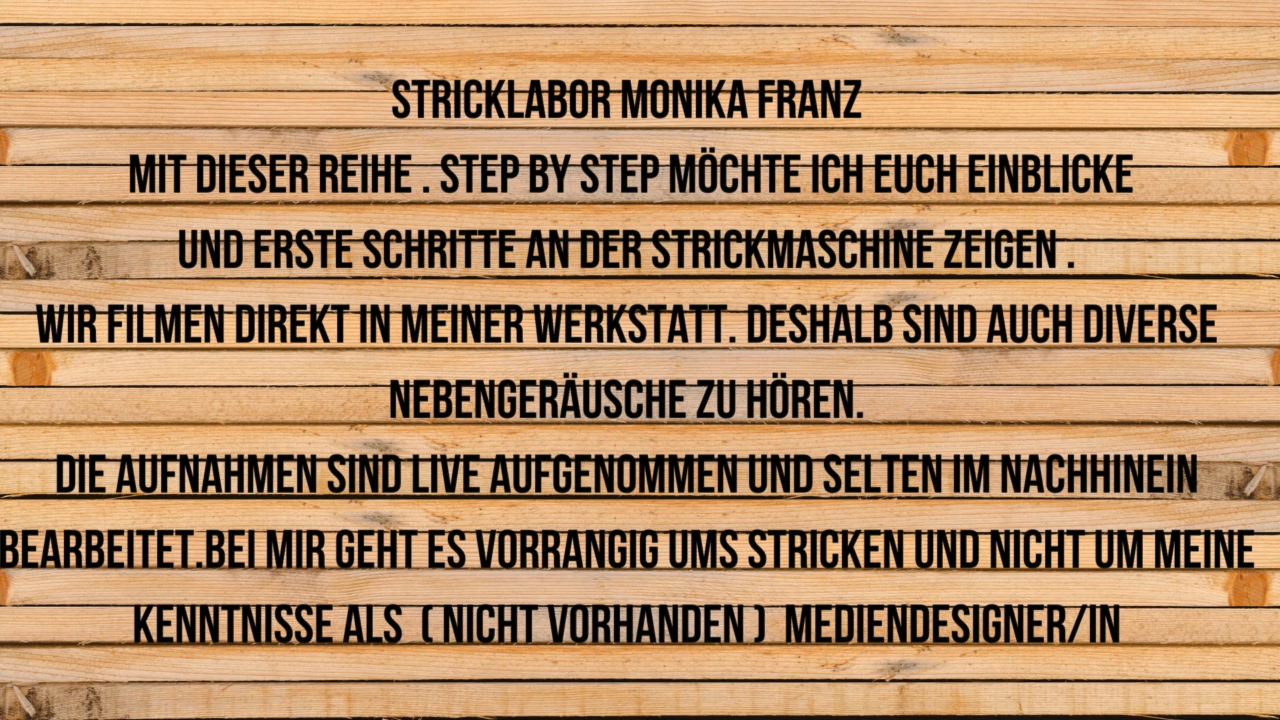 STRICKLABOR MONIKA FRANZ
MIT DIESER REIHE . STEP BY STEP MÖCHTE ICH EUCH EINBLICKE
UND ERSTE SCHRITTE AN DER STRICKMASCHINE ZEIGEN .
WIR FILMEN DIREKT IN MEINER WERKSTATT. DESHALB SIND AUCH DIVERSE
NEBENGERÄUSCHE ZU HÖREN.
DIE AUFNAHMEN SIND LIVE AUFGENOMMEN UND SELTEN IM NACHHINEIN
BEARBEITET.BEI MIR GEHT ES VORRANGIG UMS STRICKEN UND NICHT UM MEINE
KENNTNISSE ALS ( NICHT VORHANDEN ) MEDIENDESIGNER/IN